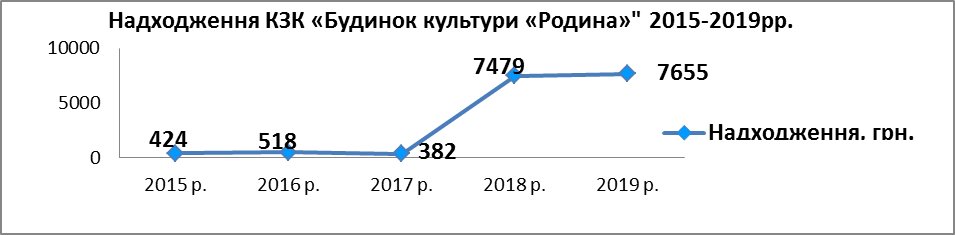 Надходження КЗК «Будинок культури «Родина»" 2015-2019рр.
10000
5000
0
424
518
382
7479
7655
2015 р.
2016 р.
2017 р.
2018 р.
2019 р.
Надходження, грн.